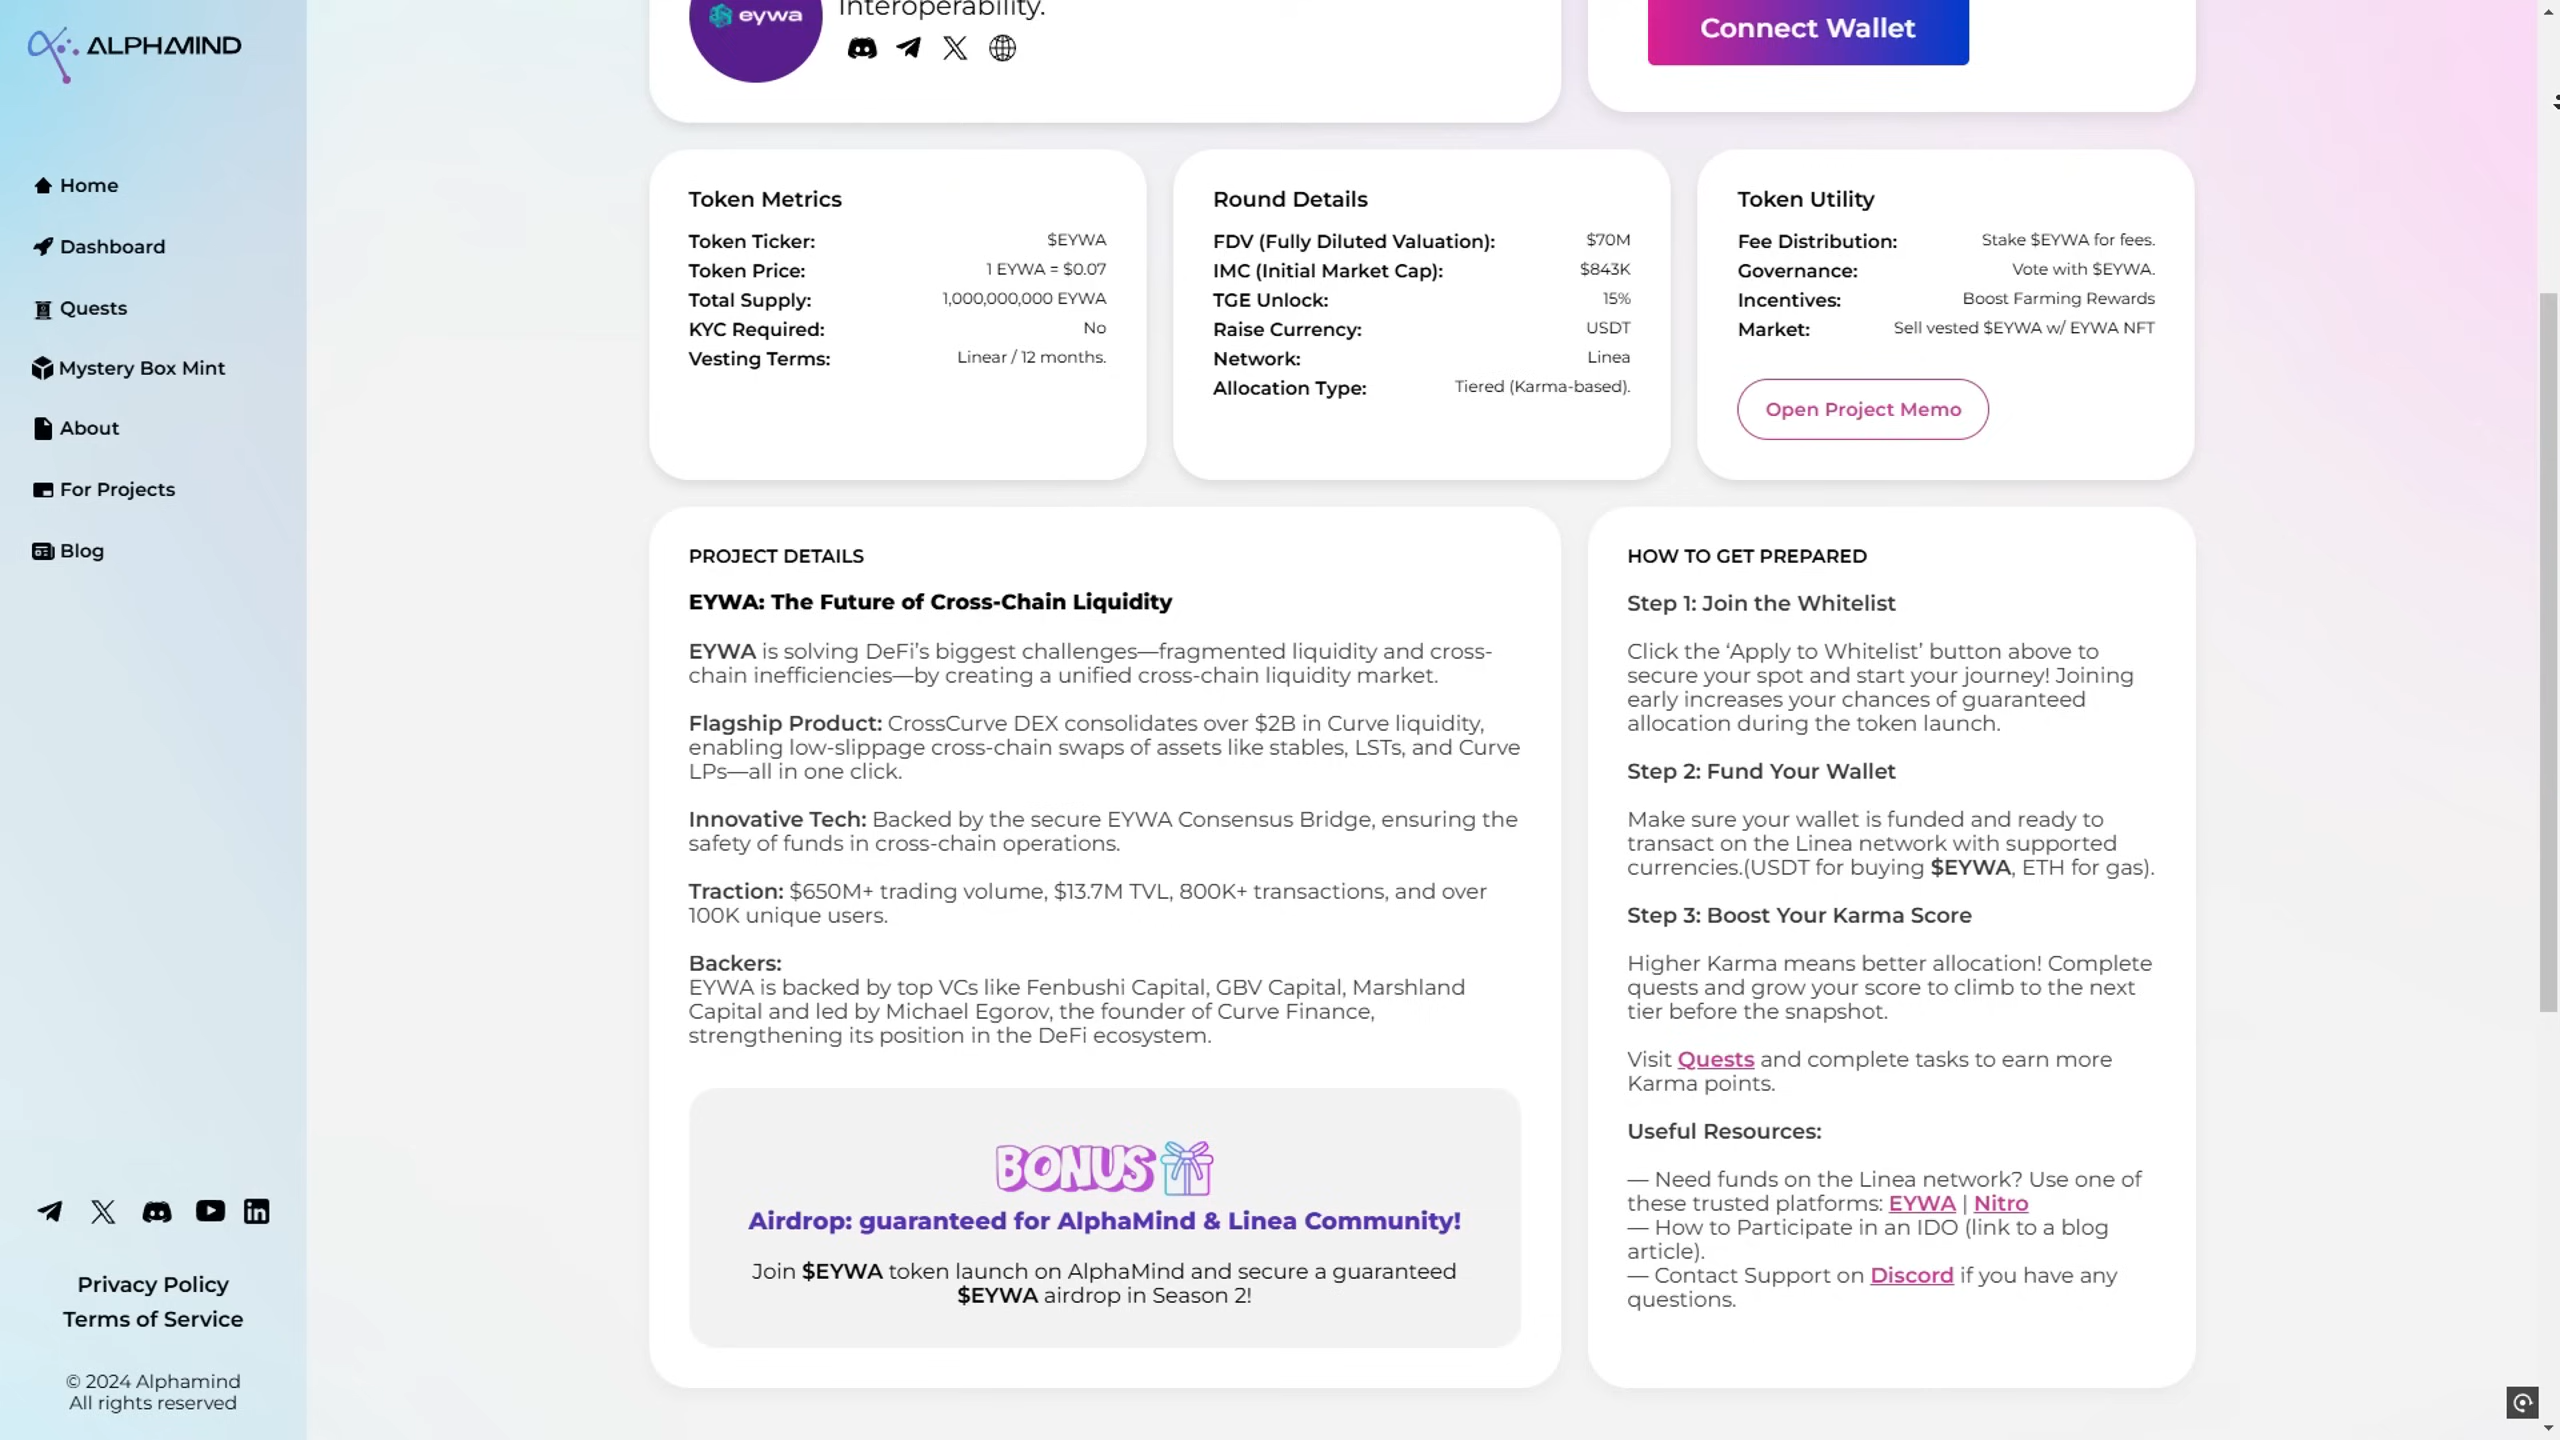 ALPHAMIND
Home
Dashboard
Quests
Mystery Box Mint
About
For Projects
Blog
Privacy Policy
Terms of Service
© 2024 Alphamind
All rights reserved
eywa
Interoperability.
Connect Wallet
Token Metrics
Token Ticker: $EYWA
Token Price: 1 EYWA = $0.07
Total Supply: 1,000,000,000 EYWA
KYC Required: No
Vesting Terms: Linear / 12 months.
Round Details
FDV (Fully Diluted Valuation): $70M
IMC (Initial Market Cap): $843K
TGE Unlock: 15%
Raise Currency: USDT
Network: Linea
Allocation Type: Tiered (Karma-based).
Token Utility
Fee Distribution: Stake $EYWA for fees.
Governance: Vote with $EYWA.
Incentives: Boost Farming Rewards
Market: Sell vested $EYWA w/ EYWA NFT
Open Project Memo
PROJECT DETAILS
EYWA: The Future of Cross-Chain Liquidity
EYWA is solving DeFi’s biggest challenges—fragmented liquidity and cross-
chain inefficiencies—by creating a unified cross-chain liquidity market.
Flagship Product: CrossCurve DEX consolidates over $2B in Curve liquidity,
enabling low-slippage cross-chain swaps of assets like stables, LSTs, and Curve
LPs—all in one click.
Innovative Tech: Backed by the secure EYWA Consensus Bridge, ensuring the
safety of funds in cross-chain operations.
Traction: $650M+ trading volume, $13.7M TVL, 800K+ transactions, and over
100K unique users.
Backers:
EYWA is backed by top VCs like Fenbushi Capital, GBV Capital, Marshland
Capital and led by Michael Egorov, the founder of Curve Finance,
strengthening its position in the DeFi ecosystem.
BONUS
Airdrop: guaranteed for AlphaMind & Linea Community!
Join $EYWA token launch on AlphaMind and secure a guaranteed
$EYWA airdrop in Season 2!
HOW TO GET PREPARED
Step 1: Join the Whitelist
Click the ‘Apply to Whitelist’ button above to
secure your spot and start your journey! Joining
early increases your chances of guaranteed
allocation during the token launch.
Step 2: Fund Your Wallet
Make sure your wallet is funded and ready to
transact on the Linea network with supported
currencies.(USDT for buying $EYWA, ETH for gas).
Step 3: Boost Your Karma Score
Higher Karma means better allocation! Complete
quests and grow your score to climb to the next
tier before the snapshot.
Visit Quests and complete tasks to earn more
Karma points.
Useful Resources:
— Need funds on the Linea network? Use one of
these trusted platforms: EYWA | Nitro
— How to Participate in an IDO (link to a blog
article).
— Contact Support on Discord if you have any
questions.